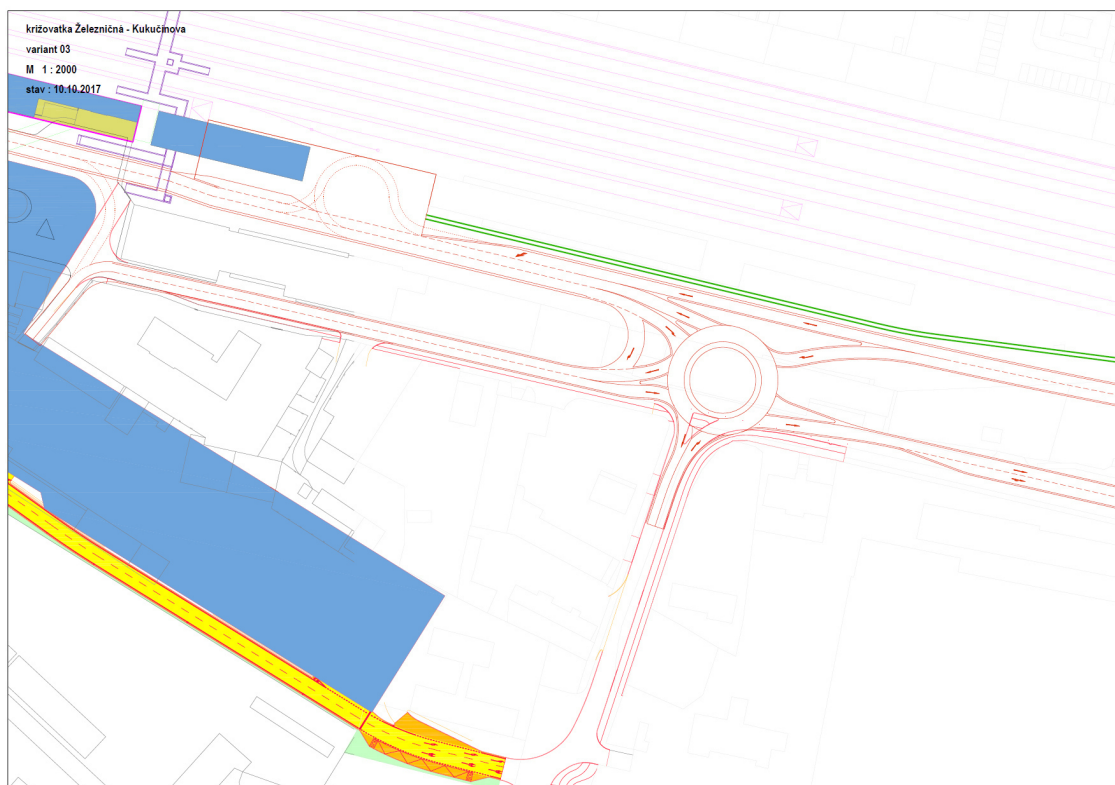 križovatka Železničná - Kukučínova
variant 03
M 1 : 2000
stav : 10.10.2017